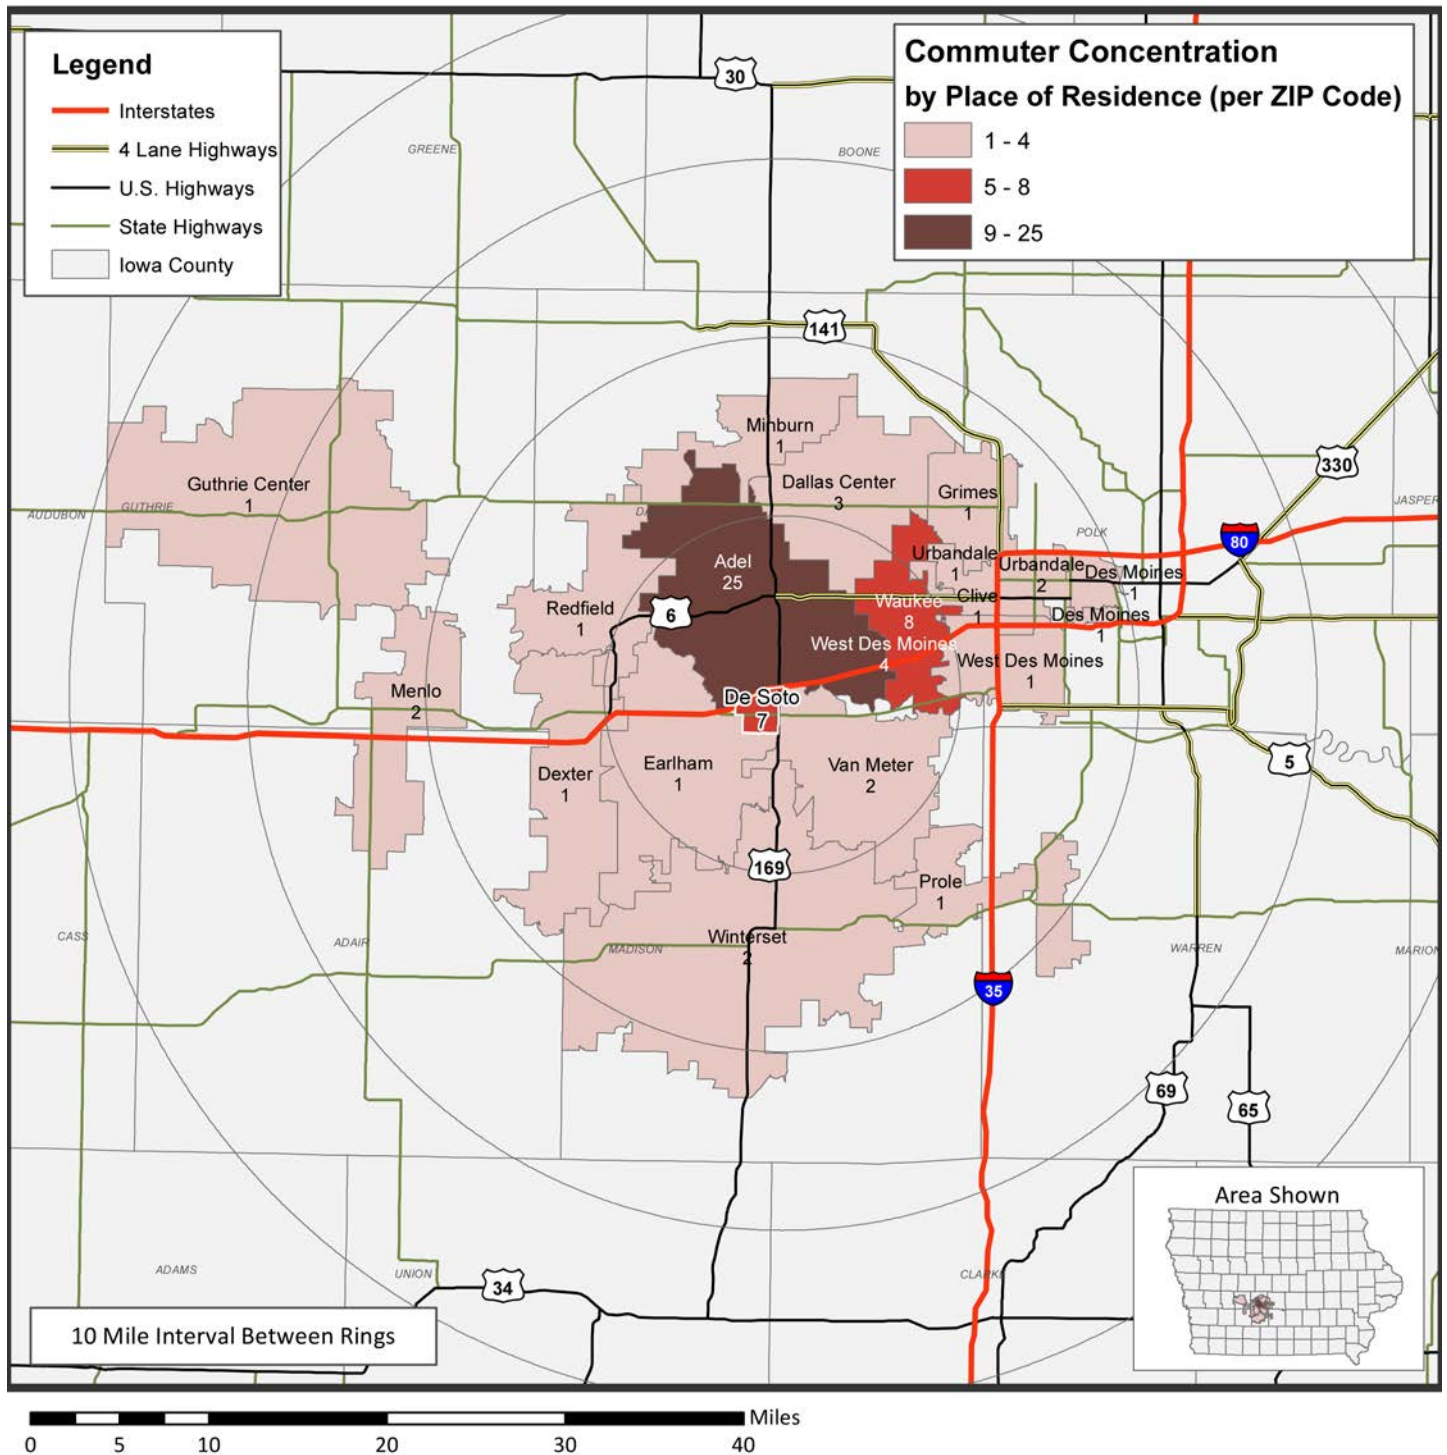 Legend
Interstates
4 Lane Highways
U.S. Highways
State Highways
Iowa County
Commuter Concentration
by Place of Residence (per ZIP Code)
1 - 4
5 - 8
9 - 25
30
GREENE
BOONE
141
Minburn
1
330
Guthrie Center
1
Dallas Center
3
Grimes
1
AUDUBON
GUTHRIE
JASPER
POLK
80
Adel
25
Urbandale
1
Urbandale
2
Des Moines
1
Redfield
1
6
Waukee
8
Clive
1
Des Moines
1
West Des Moines
4
West Des Moines
1
Menlo
2
De Soto
7
Dexter
1
Earlham
1
Van Meter
2
5
169
Prole
1
CASS
ADAIR
MADISON
Winterset
2
WARREN
MARION
35
69
65
ADAMS
UNION
34
CLARKE
Area Shown
10 Mile Interval Between Rings
Miles
0 5 10 20 30 40